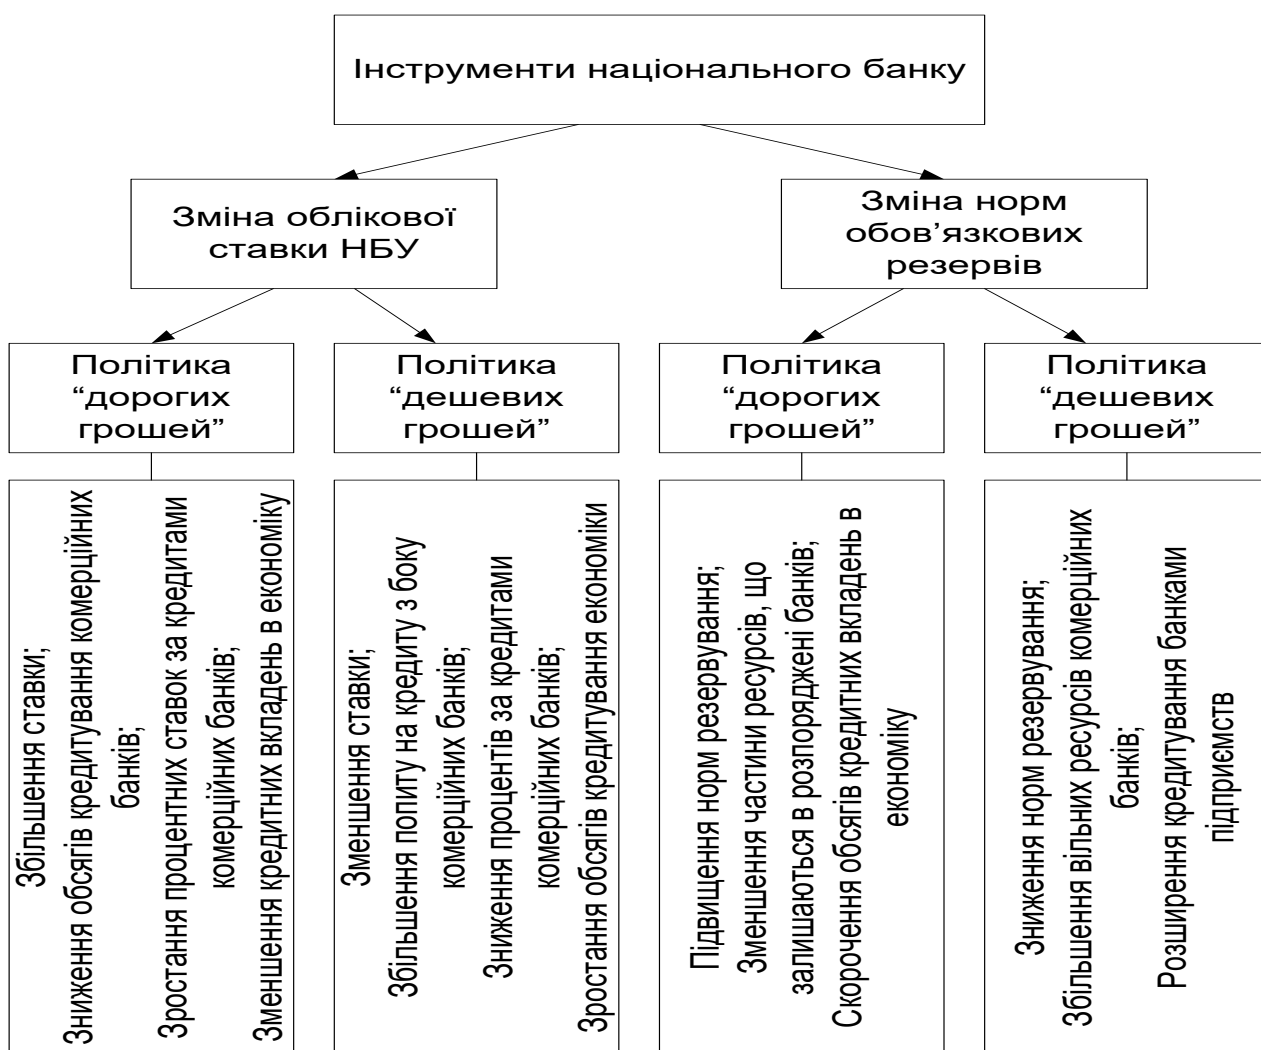 Інструменти національного банку
Зміна облікової
ставки НБУ
Зміна норм
обов’язкових
резервів
Політика
“дорогих
грошей”
Політика
“дешевих
грошей”
Політика
“дорогих
грошей”
Політика
“дешевих
грошей”
Збільшення ставки;
Зниження обсягів кредитування комерційних
банків;
Зростання процентних ставок за кредитами
комерційних банків;
Зменшення кредитних вкладень в економіку
Зменшення ставки;
Збільшення попиту на кредиту з боку
комерційних банків;
Зниження процентів за кредитами
комерційних банків;
Зростання обсягів кредитування економіки
Підвищення норм резервування;
Зменшення частини ресурсів, що
залишаються в розпоряджені банків;
Скорочення обсягів кредитних вкладень в
економіку
Зниження норм резервування;
Збільшення вільних ресурсів комерційних
банків;
Розширення кредитування банками
підприємств